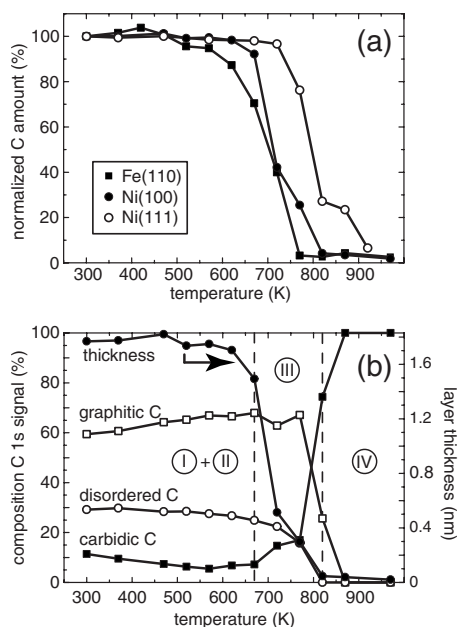 (a)
normalized C amount (%)
100
80
60
40
20
0
Fe(110)
Ni(100)
Ni(111)
300 400 500 600 700 800 900
temperature (K)
(b)
composition C 1s signal (%)
100
80
60
40
20
0
thickness
graphitic C
I + II
III
IV
disordered C
carbidic C
1.6
1.2
0.8
0.4
0
layer thickness (nm)
300 400 500 600 700 800 900
temperature (K)